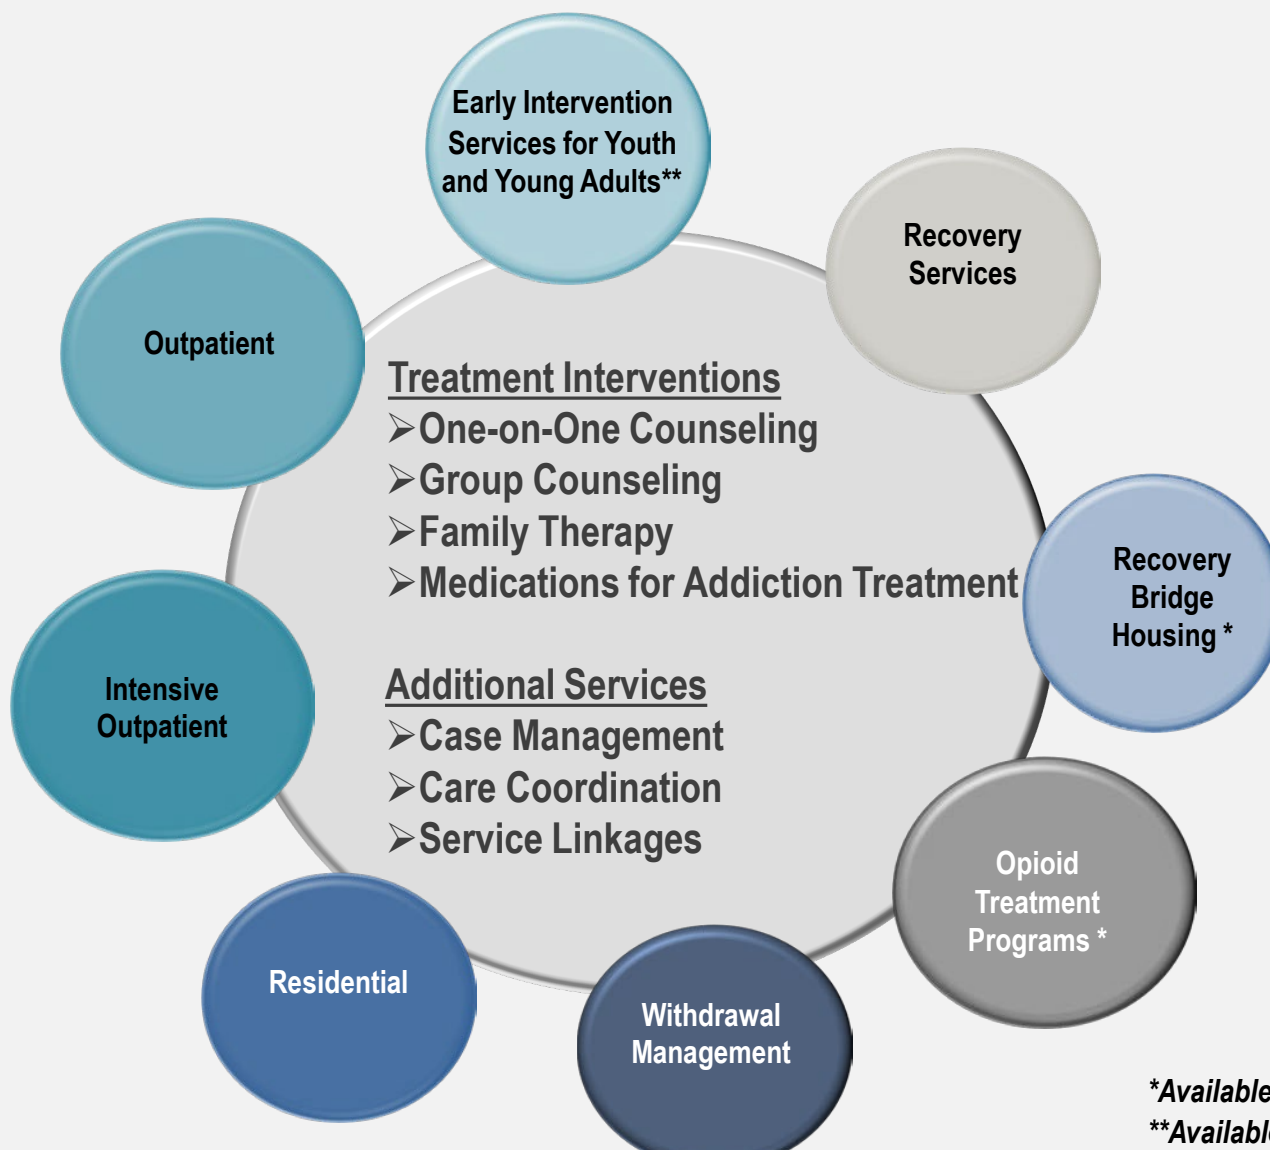 Early Intervention
Services for Youth
and Young Adults**
Recovery
Services
Outpatient
Treatment Interventions
➢One-on-One Counseling
➢Group Counseling
➢Family Therapy
➢Medications for Addiction Treatment
Recovery
Bridge
Housing *
Intensive
Outpatient
Additional Services
➢Case Management
➢Care Coordination
➢Service Linkages
Opioid
Treatment
Programs *
Residential
Withdrawal
Management
*Available
**Available